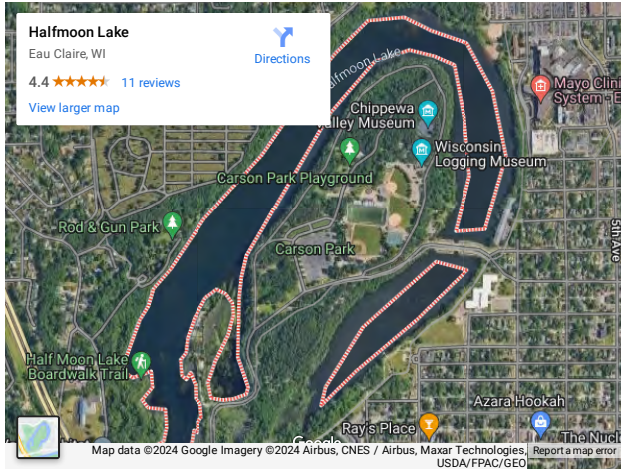 Halfmoon Lake
Eau Claire, WI
Directions
4.4
11 reviews
View larger map
Halfmoon Lake
Mayo Clini
System - E
Chippewa
Valley Museum
Wisconsin
Logging Museum
Carson Park Playground
Rod & Gun Park
Carson Park
5th Ave
Half Moon Lake
Boardwalk Trail
Azara Hookah
Ray's Place
The Nucl
Google
Map data ©2024 Google Imagery ©2024 Airbus, CNES / Airbus, Maxar Technologies,
USDA/FPAC/GEO
Report a map error